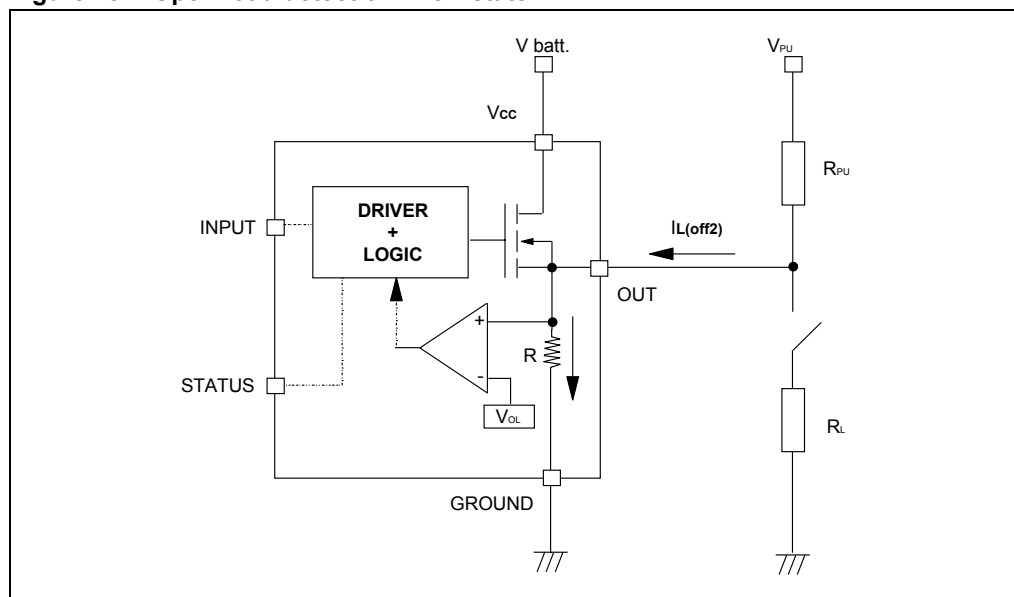 V batt.
VPU
Vcc
RPU
INPUT
DRIVER
+
LOGIC
IL(off2)
OUT
+
R
-
VOL
STATUS
RL
GROUND